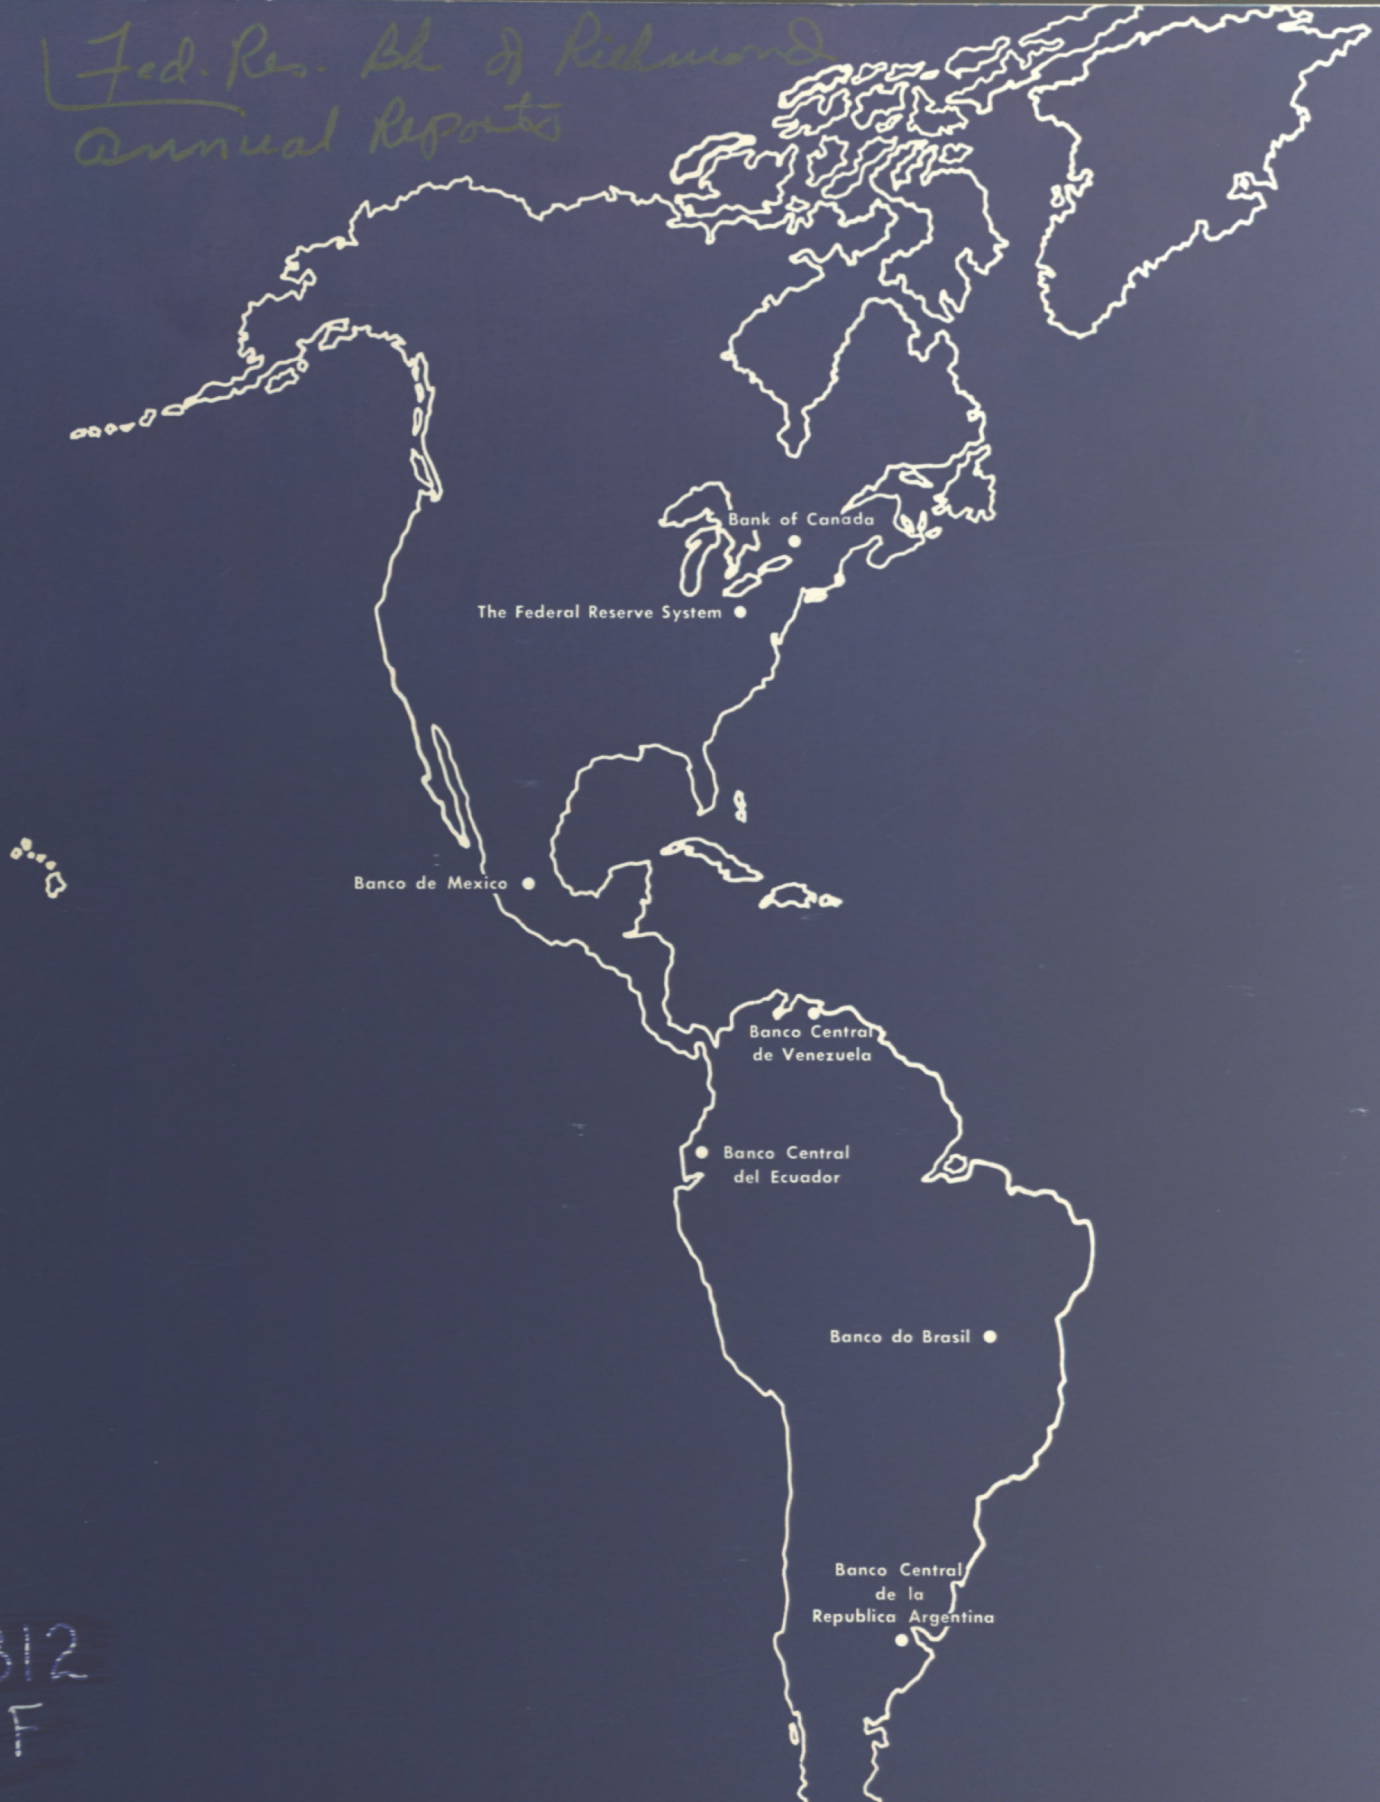 Fed. Res. Bk of Richmond
Annual Reports
Bank of Canada
The Federal Reserve System
Banco de Mexico
Banco Central
de Venezuela
Banco Central
del Ecuador
Banco do Brasil
Banco Central
de la
Republica Argentina
312
F